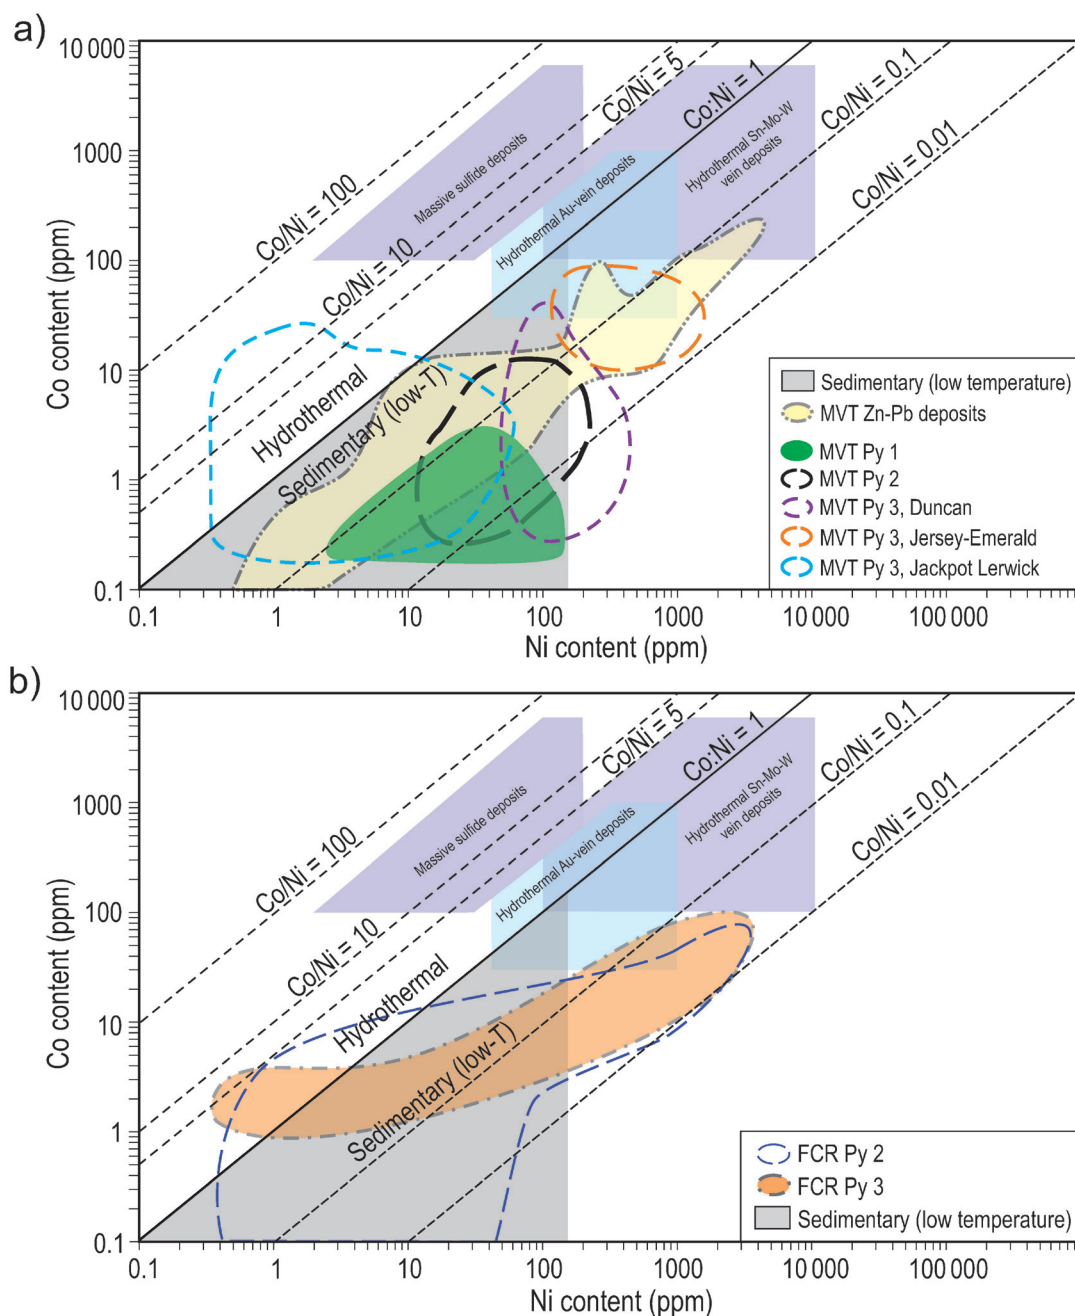 a)
10 000
1000
100
10
1
0.1
Co content (ppm)
Co/Ni = 100
Co/Ni = 10
Co/Ni = 5
Co:Ni = 1
Co/Ni = 0.1
Co/Ni = 0.01
Massive sulfide deposits
Hydrothermal Au-vein deposits
Hydrothermal Sn-Mo-W
vein deposits
Hydrothermal
Sedimentary (low-T)
Sedimentary (low temperature)
MVT Zn-Pb deposits
MVT Py 1
MVT Py 2
MVT Py 3, Duncan
MVT Py 3, Jersey-Emerald
MVT Py 3, Jackpot Lerwick
0.1 1 10 100 1000 10 000 100 000
Ni content (ppm)
b)
10 000
1000
100
10
1
0.1
Co content (ppm)
Co/Ni = 100
Co/Ni = 10
Co/Ni = 5
Co:Ni = 1
Co/Ni = 0.1
Co/Ni = 0.01
Massive sulfide deposits
Hydrothermal Au-vein deposits
Hydrothermal Sn-Mo-W
vein deposits
Hydrothermal
Sedimentary (low-T)
FCR Py 2
FCR Py 3
Sedimentary (low temperature)
0.1 1 10 100 1000 10 000 100 000
Ni content (ppm)